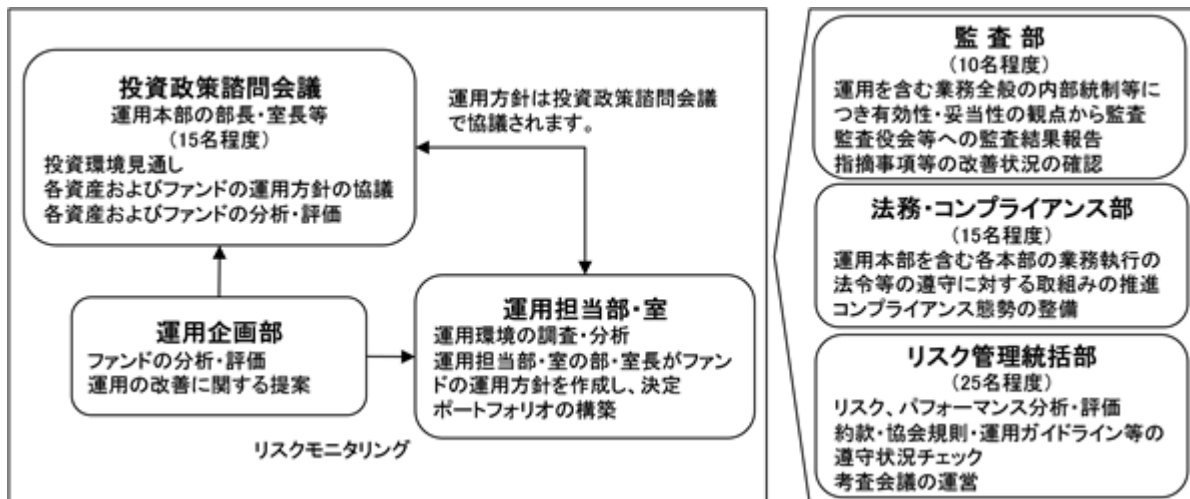 投資政策諮問会議
運用本部の部長・室長等
(15名程度)
投資環境見通し
各資産およびファンドの運用方針の協議
各資産およびファンドの分析・評価
運用方針は投資政策諮問会議
で協議されます。
運用企画部
ファンドの分析・評価
運用の改善に関する提案
運用担当部・室
運用環境の調査・分析
運用担当部・室の部・室長がファン
ドの運用方針を作成し、決定
ポートフォリオの構築
リスクモニタリング
監査部
(10名程度)
運用を含む業務全般の内部統制等に
つき有効性・妥当性の観点から監査
監査役会等への監査結果報告
指摘事項等の改善状況の確認
法務・コンプライアンス部
(15名程度)
運用本部を含む各本部の業務執行の
法令等の遵守に対する取組みの推進
コンプライアンス態勢の整備
リスク管理統括部
(25名程度)
リスク、パフォーマンス分析・評価
約款・協会規則・運用ガイドライン等の
遵守状況チェック
考査会議の運営